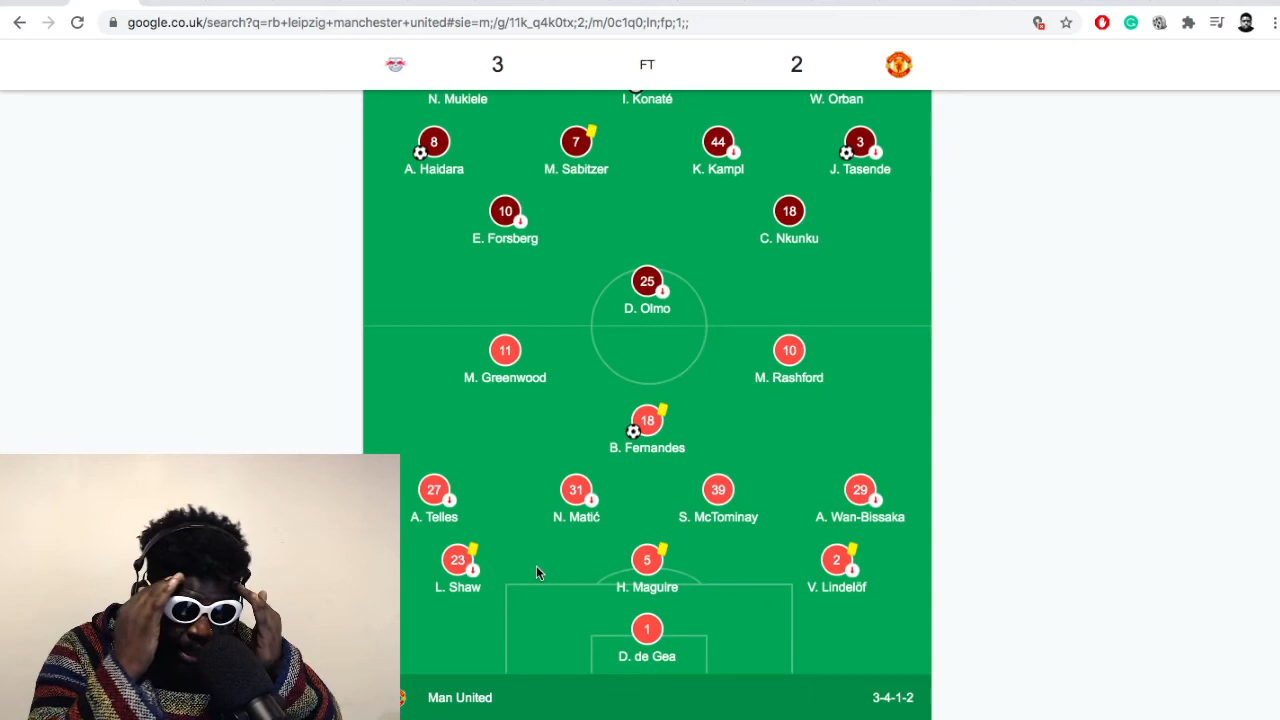 google.co.uk/search?q=rb+leipzig+manchester+united#sie=m;/g/11k_q4k0tx;2;/m/0c1q0;ln;fp;1;;
3 FT 2
N. Mukiele I. Konaté W. Orban
8 7 44 3
A. Haidara M. Sabitzer K. Kampl J. Tasende
10 18
E. Forsberg C. Nkunku
25
D. Olmo
11 10
M. Greenwood M. Rashford
18
B. Fernandes
27 31 39 29
A. Telles N. Matić S. McTominay A. Wan-Bissaka
23 5 2
L. Shaw H. Maguire V. Lindelöf
1
D. de Gea
Man United 3-4-1-2